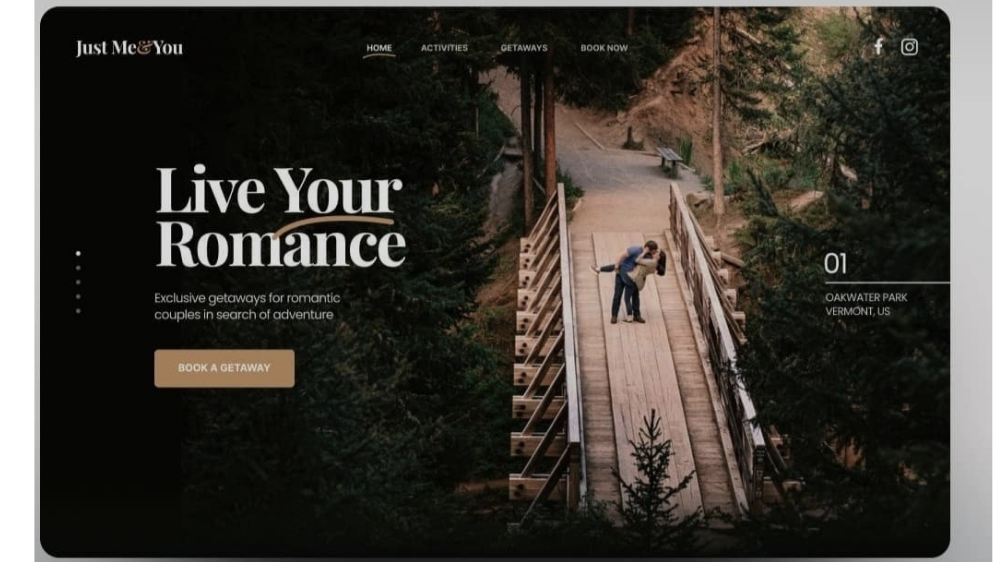 Just Me&You
HOME
ACTIVITIES
GETAWAYS
BOOK NOW
Live Your
Romance
Exclusive getaways for romantic
couples in search of adventure
BOOK A GETAWAY
01
OAKWATER PARK
VERMONT, US